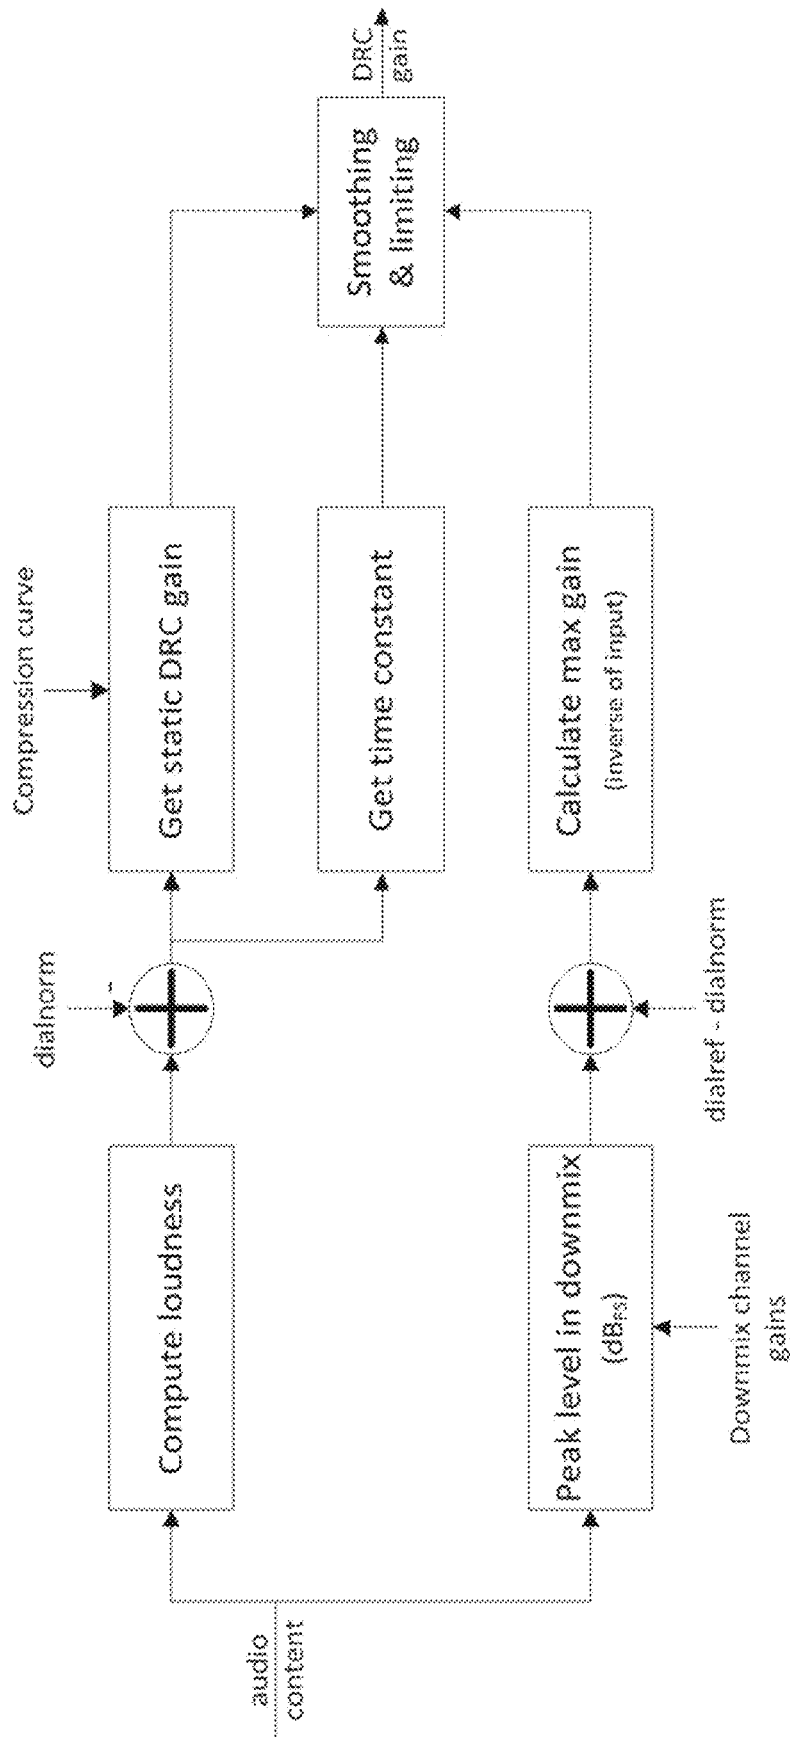 audio
content
Compute loudness
Peak level in downmix
(dBFS)
Downmix channel
gains
dialnorm
-
dialref - dialnorm
Compression curve
Get static DRC gain
Get time constant
Calculate max gain
(inverse of input)
Smoothing
& limiting
DRC
gain